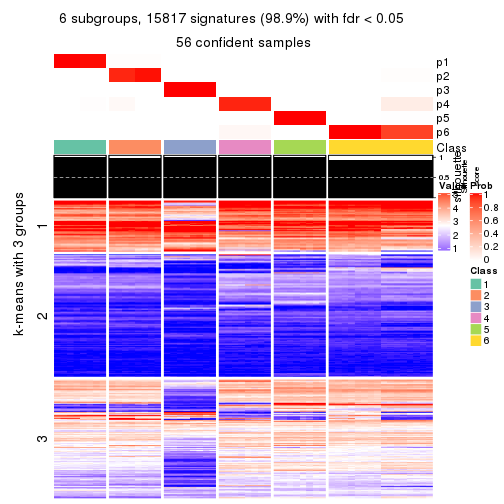 6 subgroups, 15817 signatures (98.9%) with fdr < 0.05
56 confident samples
p1
p2
p3
p4
p5
p6
Class
1
0.5
silhouette
score
Value
4
3
2
1
Prob
1
0.8
0.6
0.4
0.2
0
Class
1
2
3
4
5
6
k-means with 3 groups
1
2
3